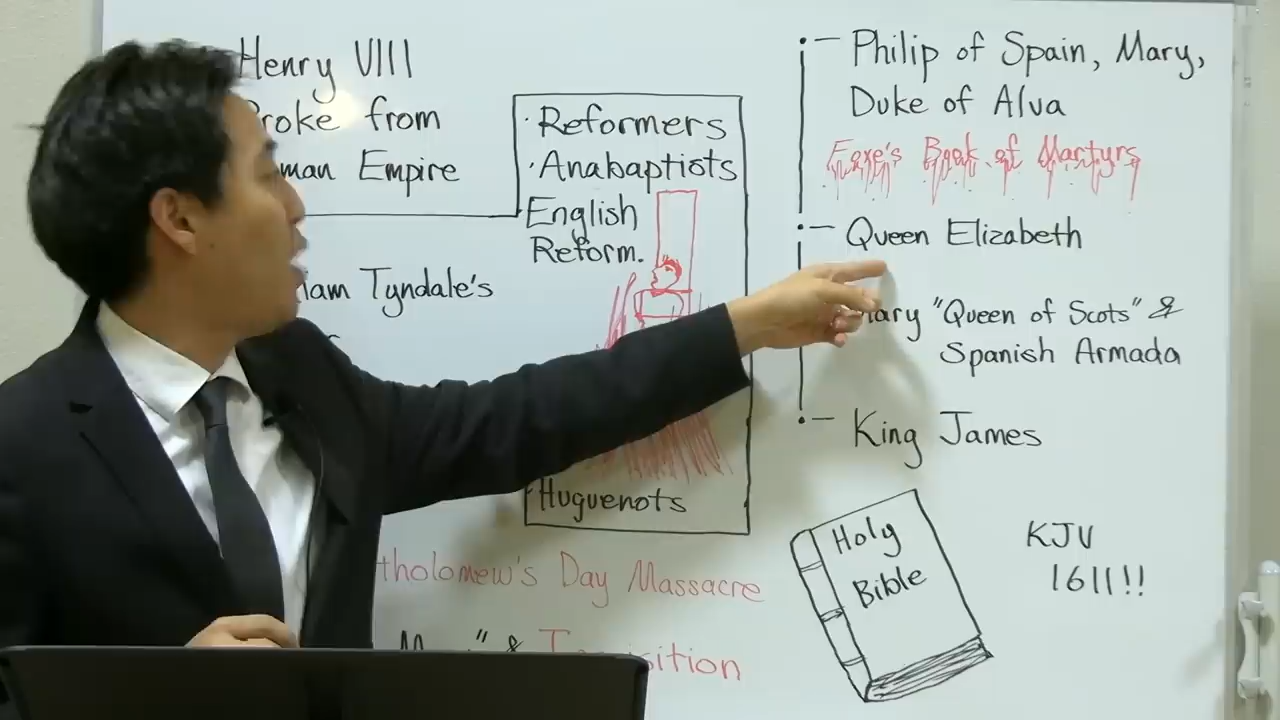 Henry VIII
Broke from
man Empire
iam Tyndale's
· Reformers
· Anabaptiots
English
Reform.
Huguenots
tholomew's Day Massacre
" &
sition
Philip of Spain, Mary,
Duke of Alva
Foxe's Book of Martyrs
Queen Elizabeth
Mary "Queen of Scots" &
Spanish Armada
King James
Holy
Bible
KJV
1611!!